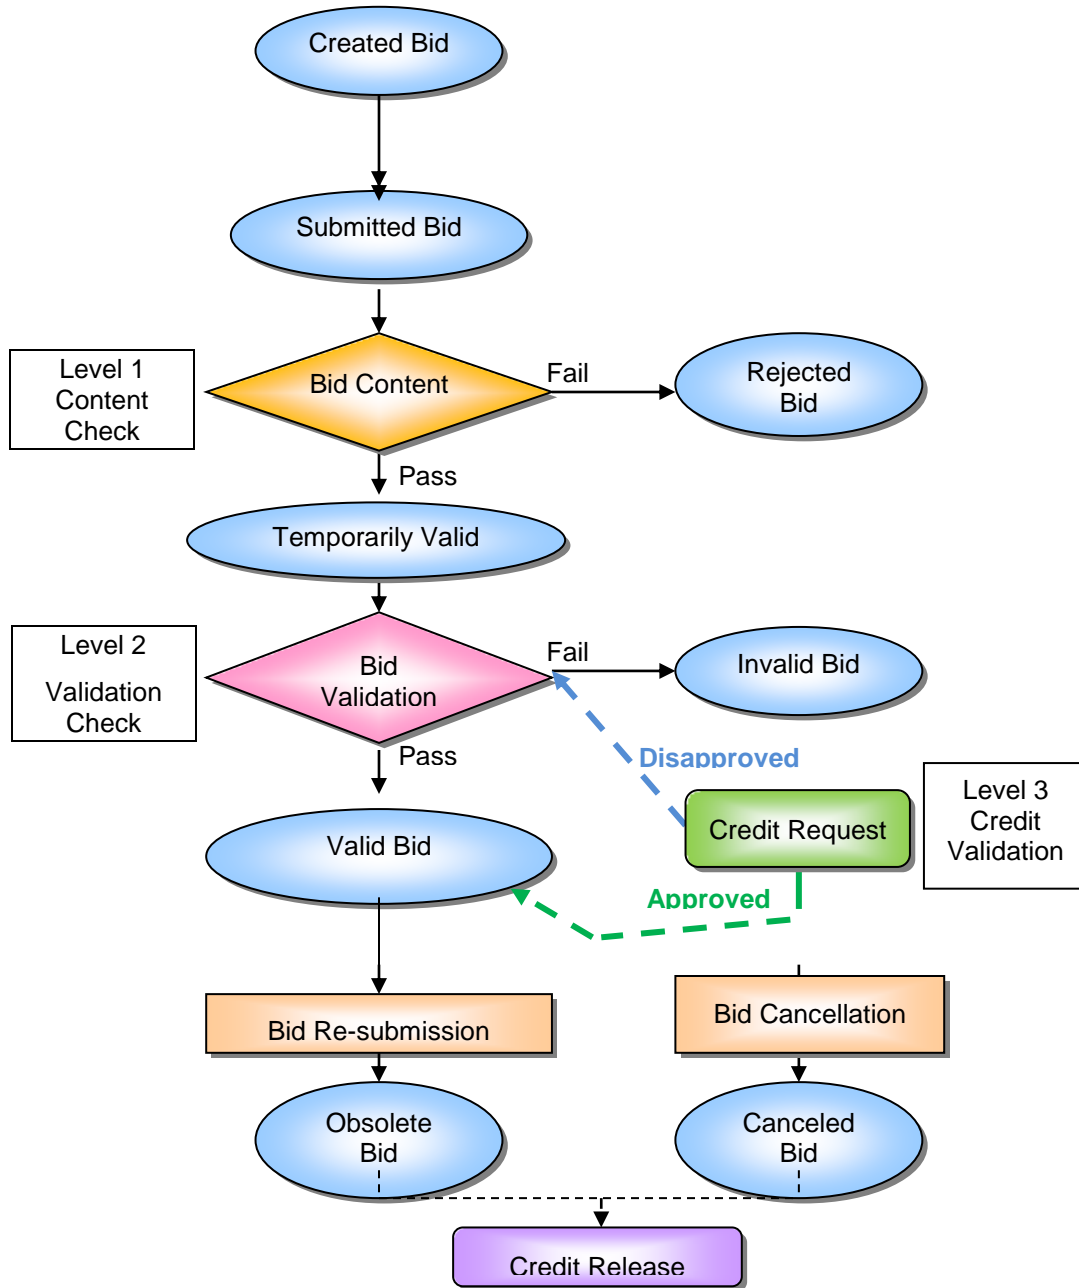 Created Bid
Submitted Bid
Level 1
Content
Check
Bid Content
Fail
Rejected
Bid
Pass
Temporarily Valid
Level 2
Validation
Check
Bid
Validation
Fail
Invalid Bid
Pass
Disapproved
Valid Bid
Credit Request
Level 3
Credit
Validation
Approved
Bid Re-submission
Bid Cancellation
Obsolete
Bid
Canceled
Bid
Credit Release